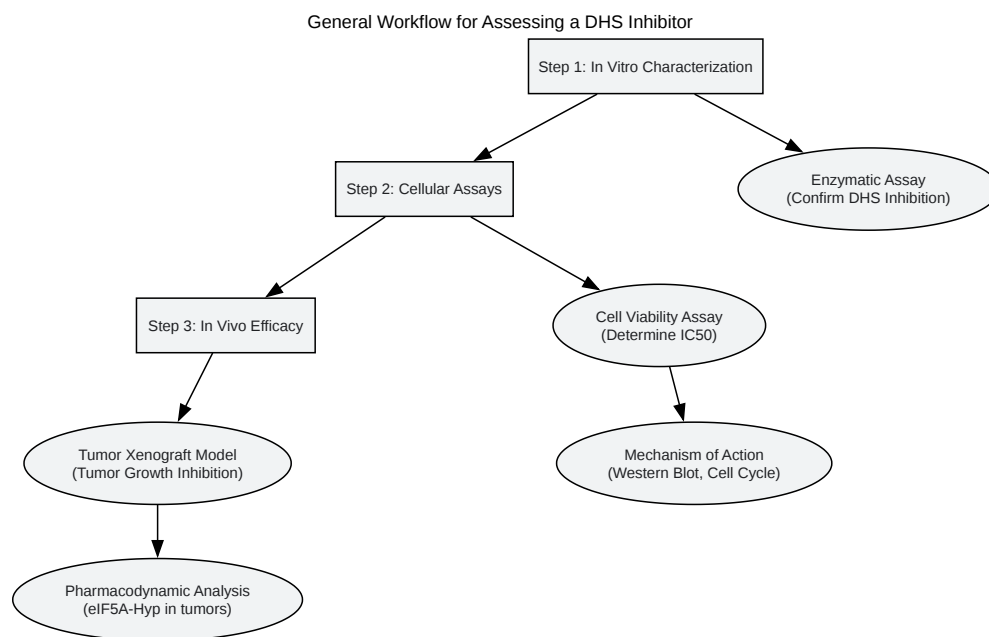 General Workflow for Assessing a DHS Inhibitor
Step 1: In Vitro Characterization
Step 2: Cellular Assays
Enzymatic Assay
(Confirm DHS Inhibition)
Step 3: In Vivo Efficacy
Cell Viability Assay
(Determine IC50)
Tumor Xenograft Model
(Tumor Growth Inhibition)
Mechanism of Action
(Western Blot, Cell Cycle)
Pharmacodynamic Analysis
(eIF5A-Hyp in tumors)